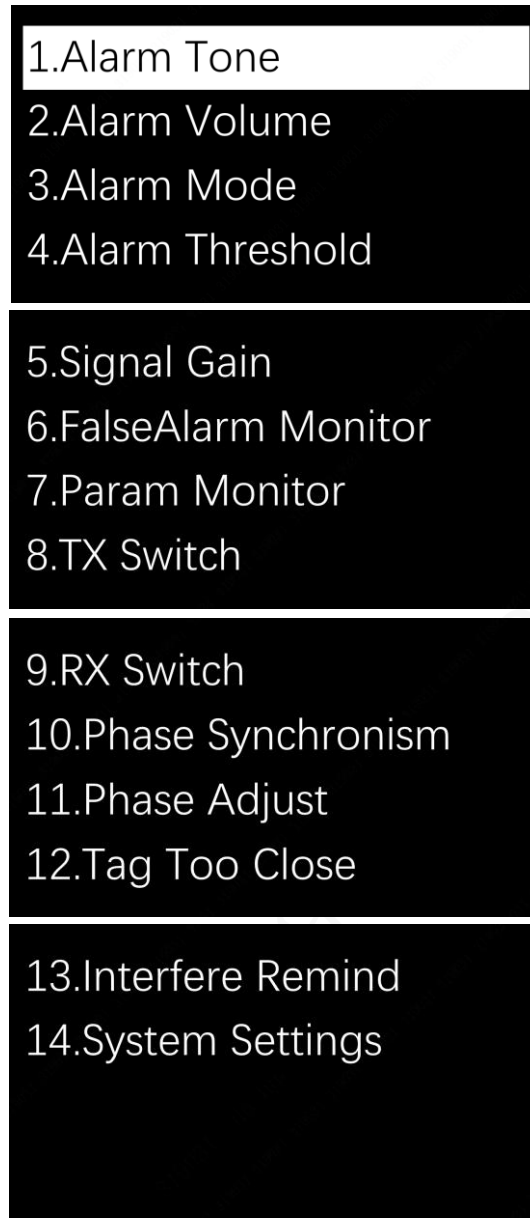 1.Alarm Tone
2.Alarm Volume
3.Alarm Mode
4.Alarm Threshold
5.Signal Gain
6.FalseAlarm Monitor
7.Param Monitor
8.TX Switch
9.RX Switch
10.Phase Synchronism
11.Phase Adjust
12.Tag Too Close
13.Interfere Remind
14.System Settings